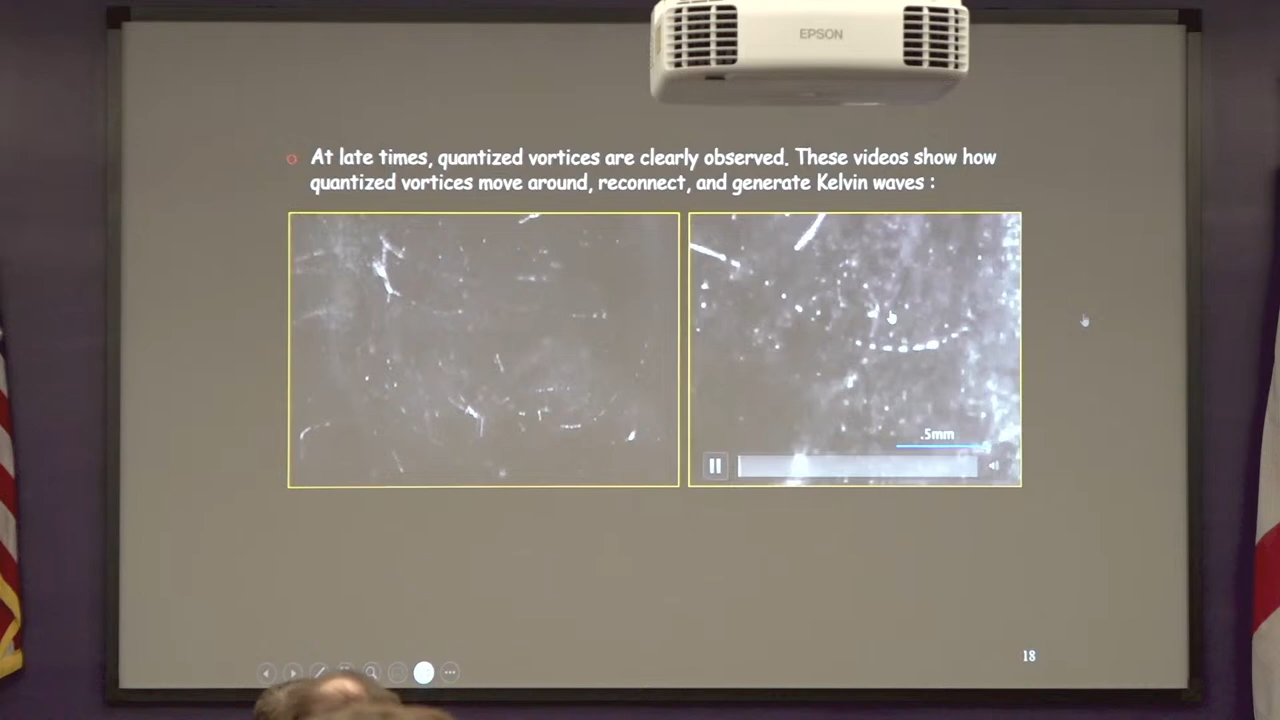 EPSON
At late times, quantized vortices are clearly observed. These videos show how
quantized vortices move around, reconnect, and generate Kelvin waves :
.5mm
18